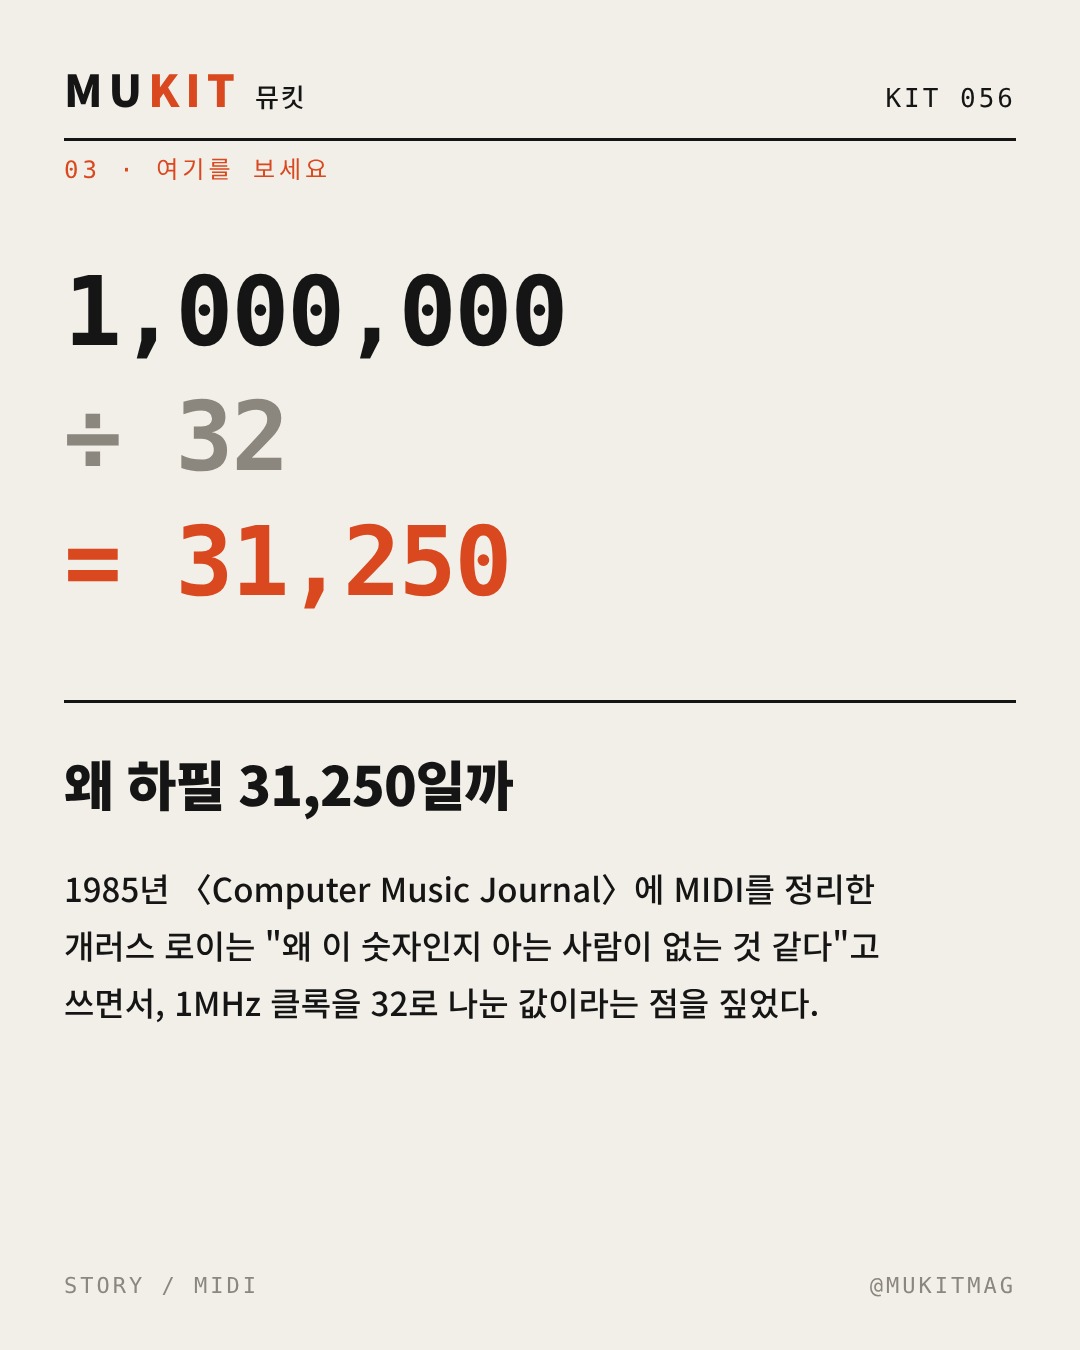 MUKIT 뮤킷
KIT 056
03 · 여기를 보세요
1,000,000
÷ 32
= 31,250
왜 하필 31,250일까
1985년 〈Computer Music Journal〉에 MIDI를 정리한
개러스 로이는 "왜 이 숫자인지 아는 사람이 없는 것 같다"고
쓰면서, 1MHz 클록을 32로 나눈 값이라는 점을 짚었다.
STORY / MIDI
@MUKITMAG